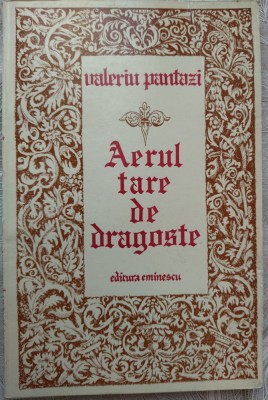 valeriu pantazi
Aerul
tare
de
dragoste
editura eminescu